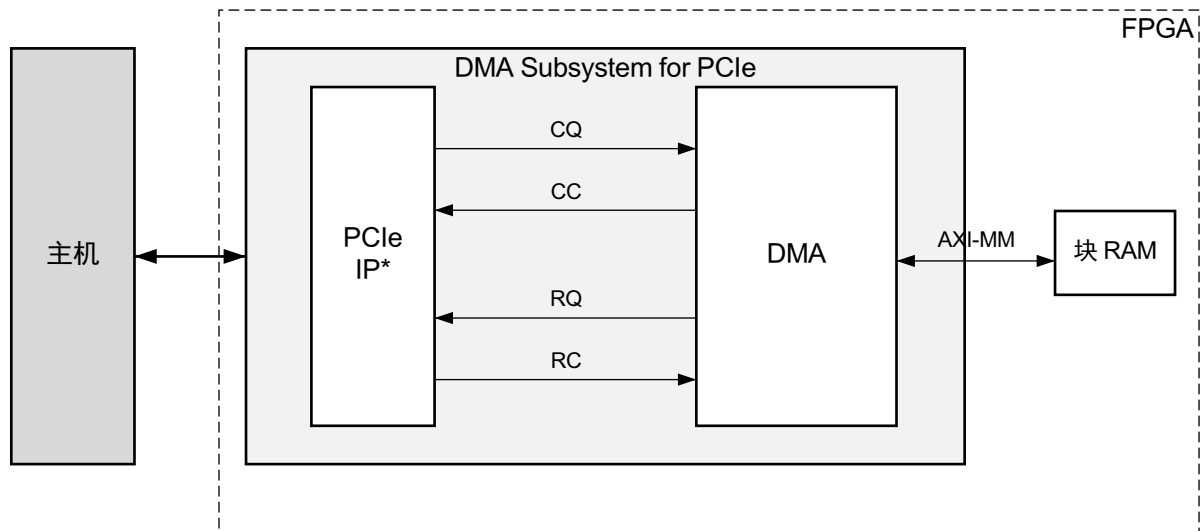 FPGA
DMA Subsystem for PCIe
主机
PCIe
IP*
CQ
CC
RQ
RC
DMA
AXI-MM
块 RAM